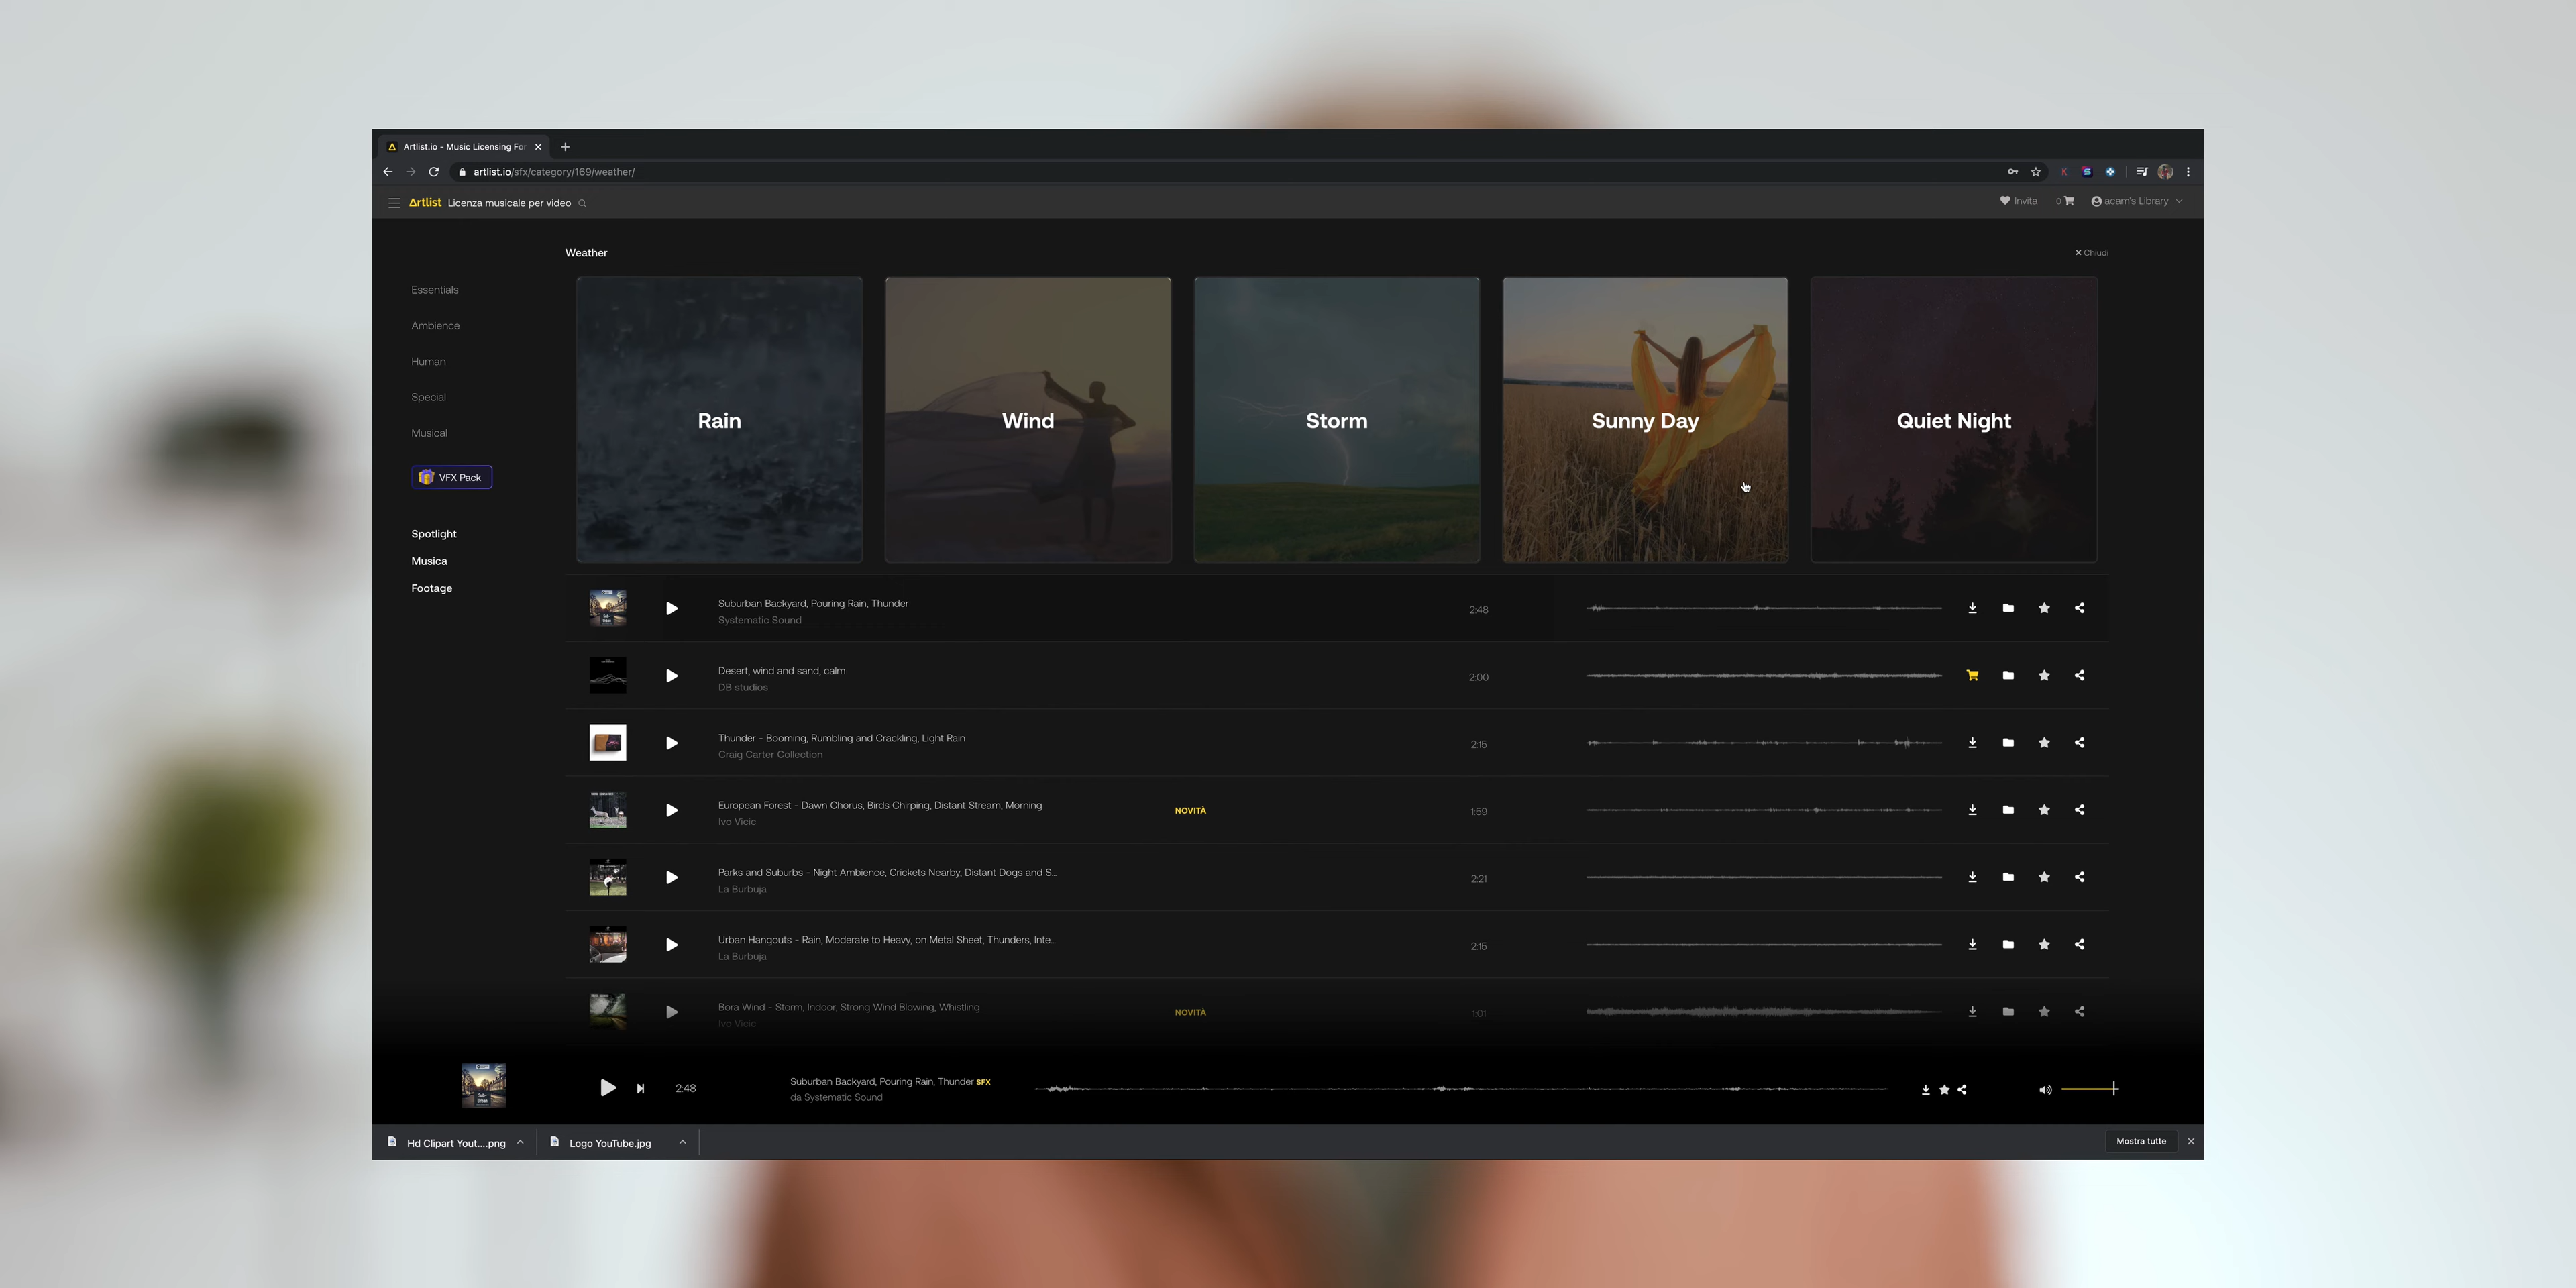 Artlist.io - Music Licensing For
artlist.io/sfx/category/169/weather/
Artlist Licenza musicale per video
Invita
0
acam's Library
Weather
Chiudi
Essentials
Ambience
Human
Special
Musical
VFX Pack
Spotlight
Musica
Footage
Rain
Wind
Storm
Sunny Day
Quiet Night
Suburban Backyard, Pouring Rain, Thunder
Systematic Sound
2:48
Desert, wind and sand, calm
DB studios
2:00
Thunder - Booming, Rumbling and Crackling, Light Rain
Craig Carter Collection
2:15
European Forest - Dawn Chorus, Birds Chirping, Distant Stream, Morning
Ivo Vicic
NOVITÀ
1:59
Parks and Suburbs - Night Ambience, Crickets Nearby, Distant Dogs and S...
La Burbuja
2:21
Urban Hangouts - Rain, Moderate to Heavy, on Metal Sheet, Thunders, Inte...
La Burbuja
2:15
Bora Wind - Storm, Indoor, Strong Wind Blowing, Whistling
Ivo Vicic
NOVITÀ
1:01
2:48
Suburban Backyard, Pouring Rain, Thunder SFX
da Systematic Sound
Hd Clipart Yout....png
Logo YouTube.jpg
Mostra tutte